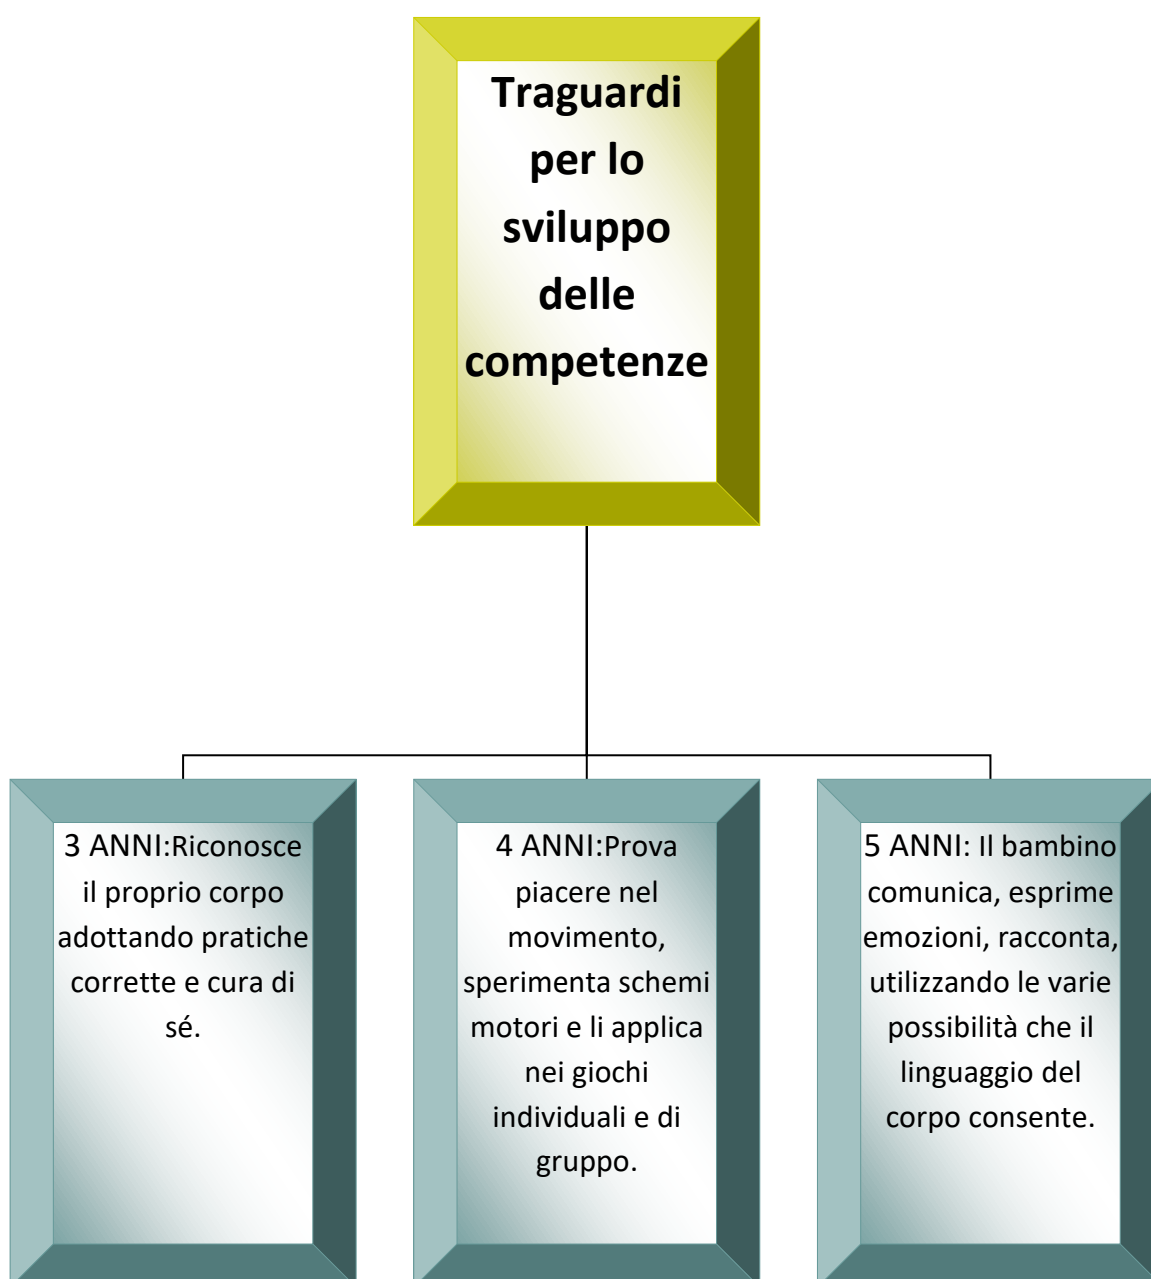 Traguardi
per lo
sviluppo
delle
competenze
3 ANNI:Riconosce
il proprio corpo
adottando pratiche
corrette e cura di
sé.
4 ANNI:Prova
piacere nel
movimento,
sperimenta schemi
motori e li applica
nei giochi
individuali e di
gruppo.
5 ANNI: Il bambino
comunica, esprime
emozioni, racconta,
utilizzando le varie
possibilità che il
linguaggio del
corpo consente.